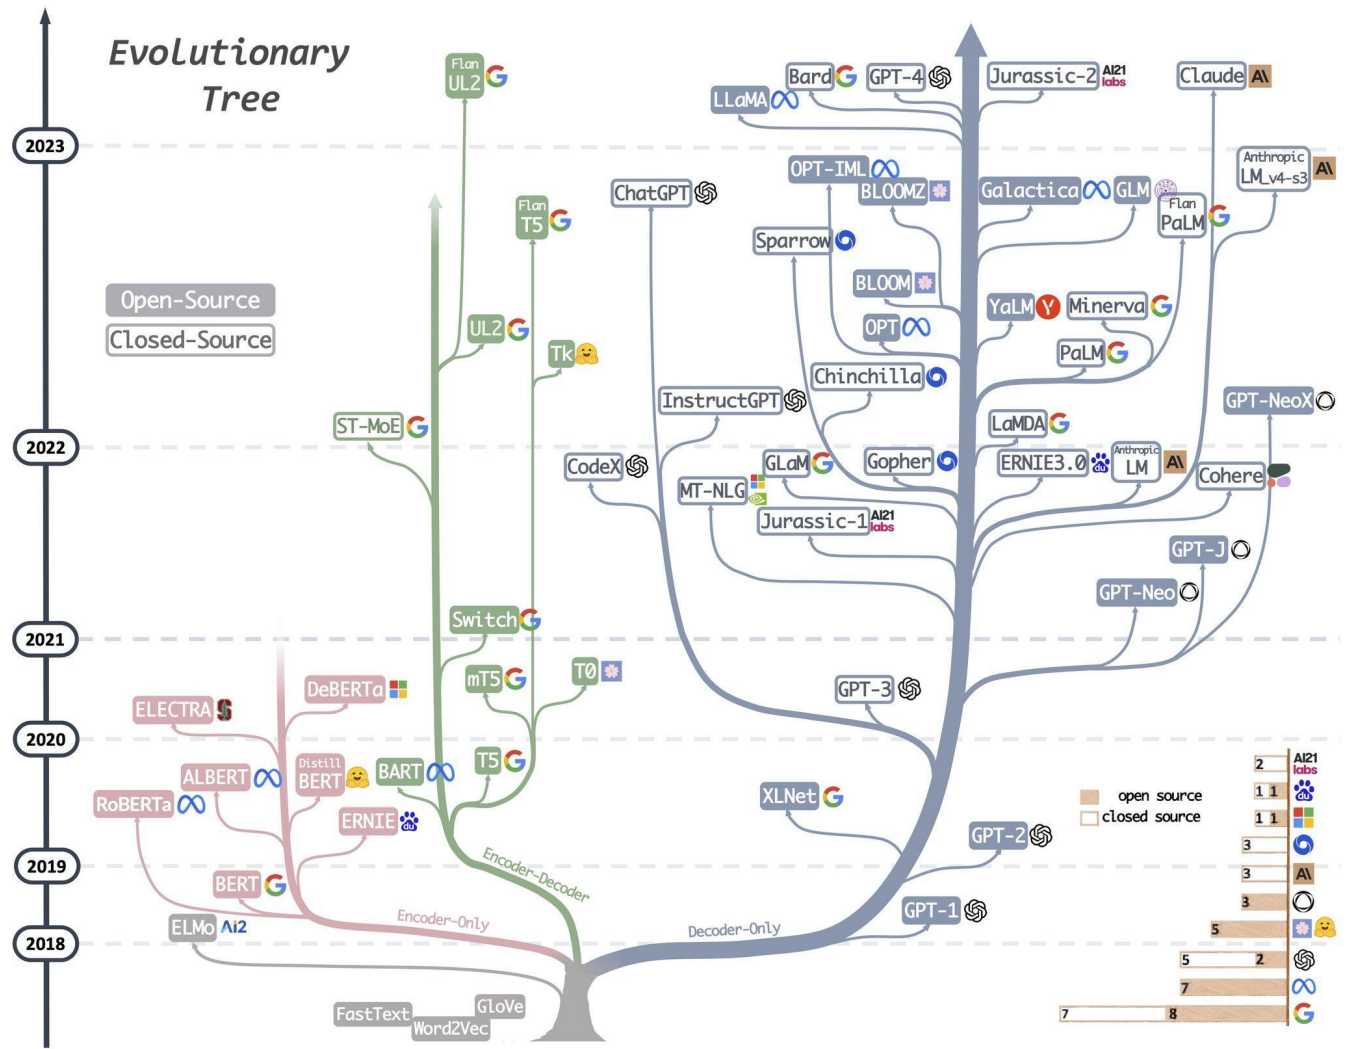 Evolutionary
Tree
2023
2022
2021
2020
2019
2018
Open-Source
Closed-Source
Flan
UL2
Flan
T5
UL2
Tk
ST-MoE
Switch
mT5
T0
T5
BART
Encoder-Decoder
DeBERTa
ELECTRA
ALBERT
Distill
BERT
RoBERTa
ERNIE
BERT
Encoder-Only
ELMo
Ai2
FastText
GloVe
Word2Vec
Bard
GPT-4
Jurassic-2
AI21
labs
Claude
A\
LLaMA
OPT-IML
BLOOMZ
ChatGPT
Galactica
GLM
Flan
PaLM
Anthropic
LM_v4-s3
A\
Sparrow
BLOOM
OPT
YaLM
Minerva
PaLM
Chinchilla
InstructGPT
GPT-NeoX
LaMDA
CodeX
GLaM
Gopher
ERNIE3.0
du
Anthropic
LM
A\
Cohere
MT-NLG
Jurassic-1
AI21
labs
GPT-J
GPT-Neo
GPT-3
XLNet
GPT-2
GPT-1
Decoder-Only
open source
closed source
2
AI21
labs
1 1
du
1 1
3
3
A\
3
5
5 2
7
7 8